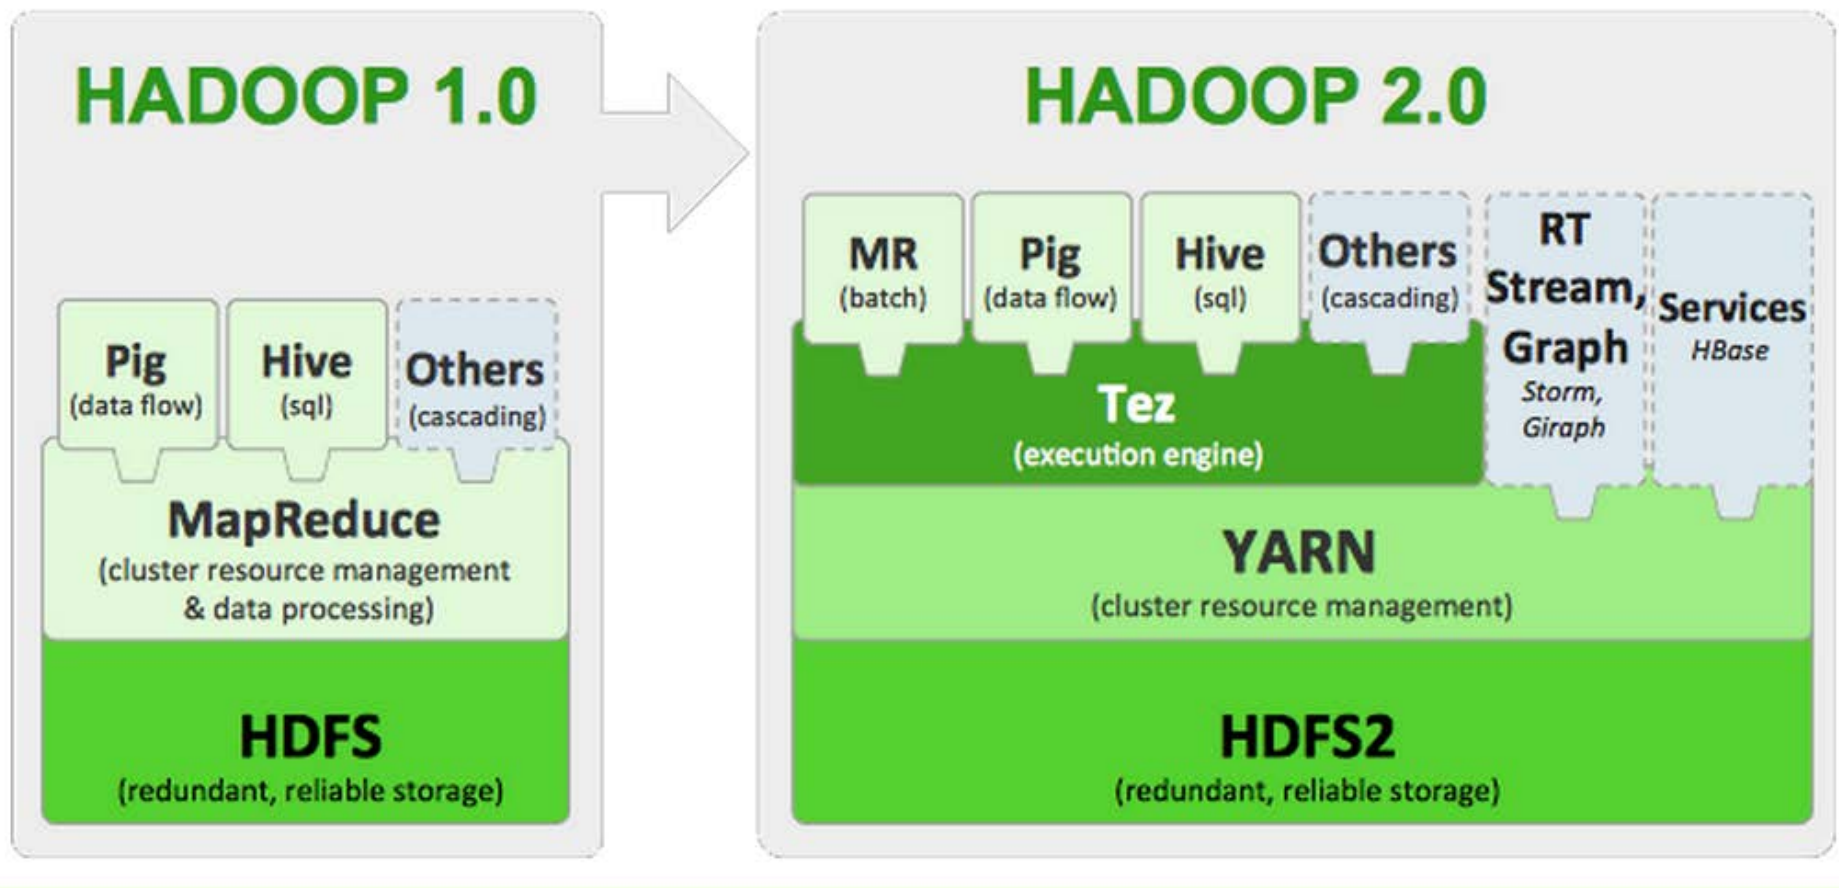 HADOOP 1.0
Pig
(data flow)
Hive
(sql)
Others
(cascading)
MapReduce
(cluster resource management
& data processing)
HDFS
(redundant, reliable storage)
HADOOP 2.0
MR
(batch)
Pig
(data flow)
Hive
(sql)
Others
(cascading)
RT
Stream,
Graph
Storm,
Giraph
Services
HBase
Tez
(execution engine)
YARN
(cluster resource management)
HDFS2
(redundant, reliable storage)